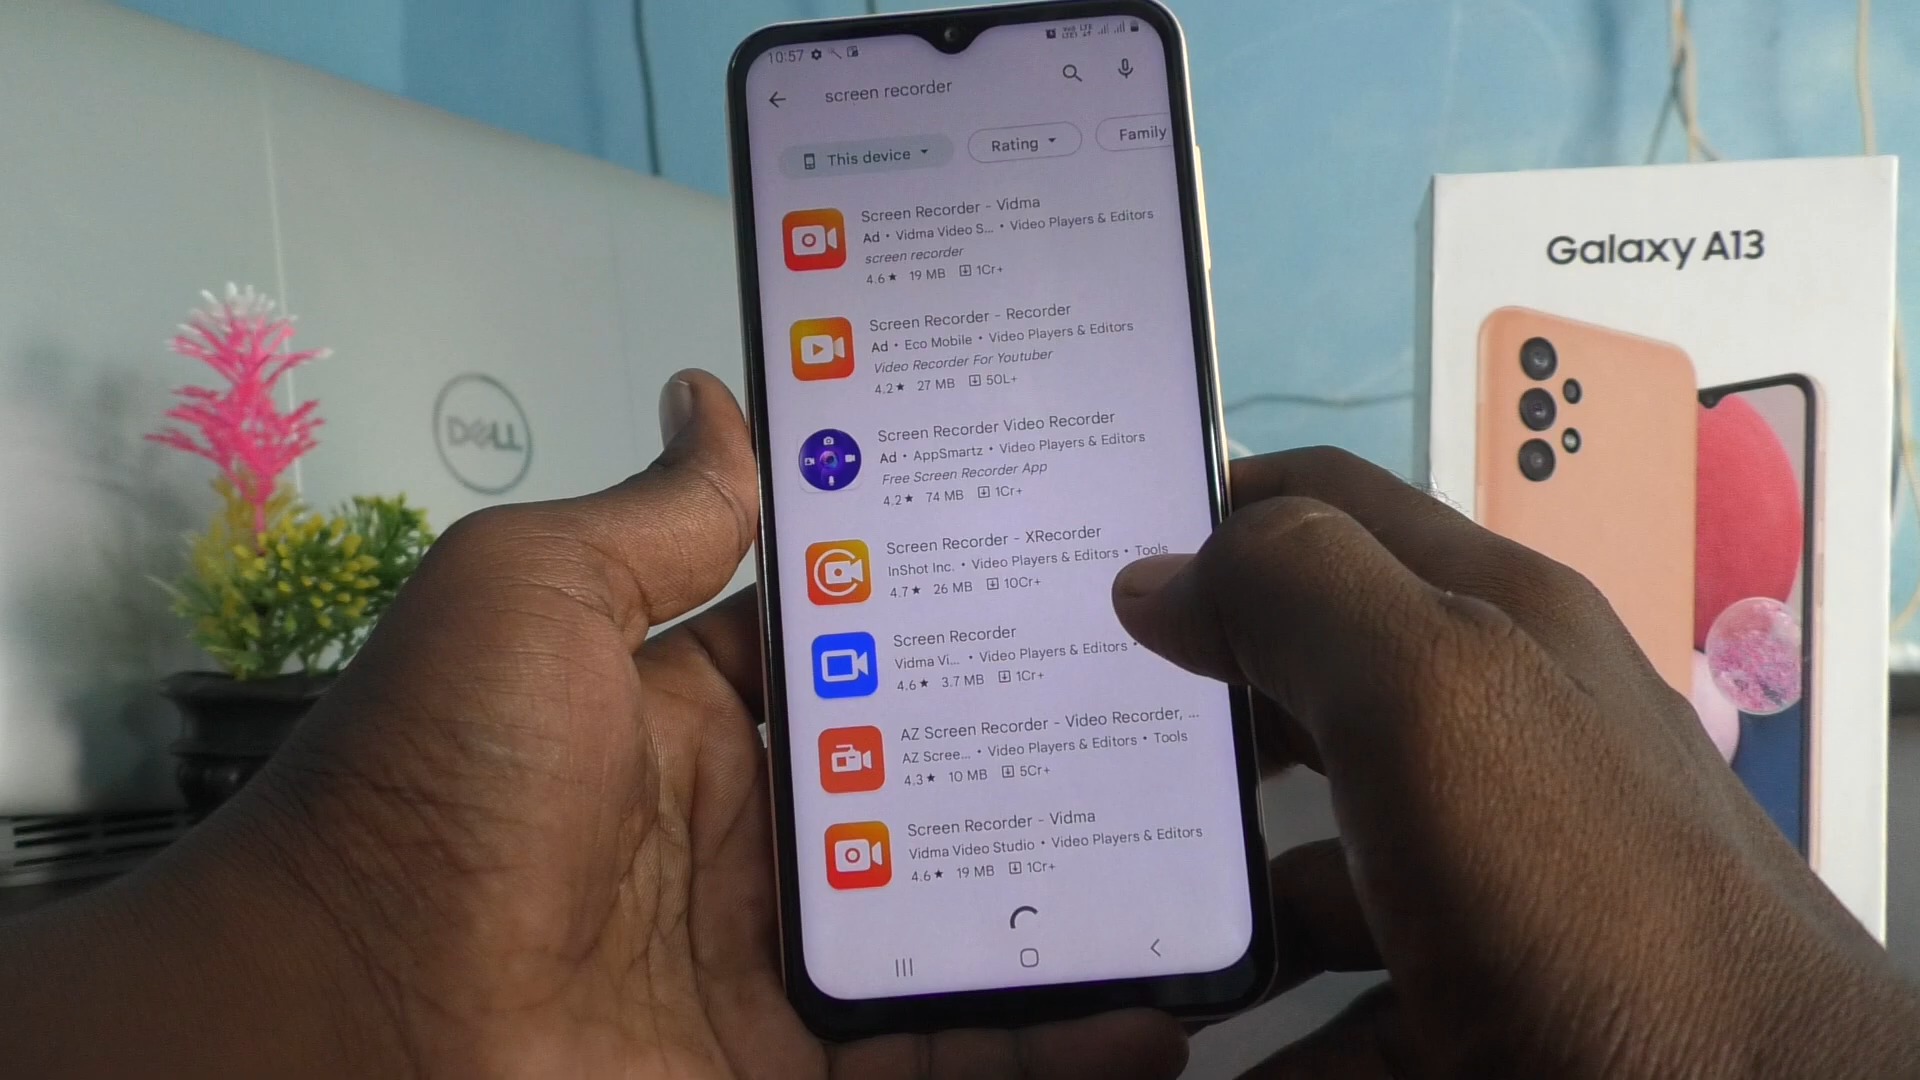 10:57
screen recorder
This device
Rating
Family
Screen Recorder - Vidma
Ad • Vidma Video S... • Video Players & Editors
screen recorder
4.6★ 19 MB 1Cr+
Screen Recorder - Recorder
Ad • Eco Mobile • Video Players & Editors
Video Recorder For Youtuber
4.2★ 27 MB 50L+
Screen Recorder Video Recorder
Ad • AppSmartz • Video Players & Editors
Free Screen Recorder App
4.2★ 74 MB 1Cr+
Screen Recorder - XRecorder
InShot Inc. • Video Players & Editors • Tools
4.7★ 26 MB 10Cr+
Screen Recorder
Vidma Vi... • Video Players & Editors •
4.6★ 3.7 MB 1Cr+
AZ Screen Recorder - Video Recorder, ...
AZ Scree... • Video Players & Editors • Tools
4.3★ 10 MB 5Cr+
Screen Recorder - Vidma
Vidma Video Studio • Video Players & Editors
4.6★ 19 MB 1Cr+
DELL
Galaxy A13